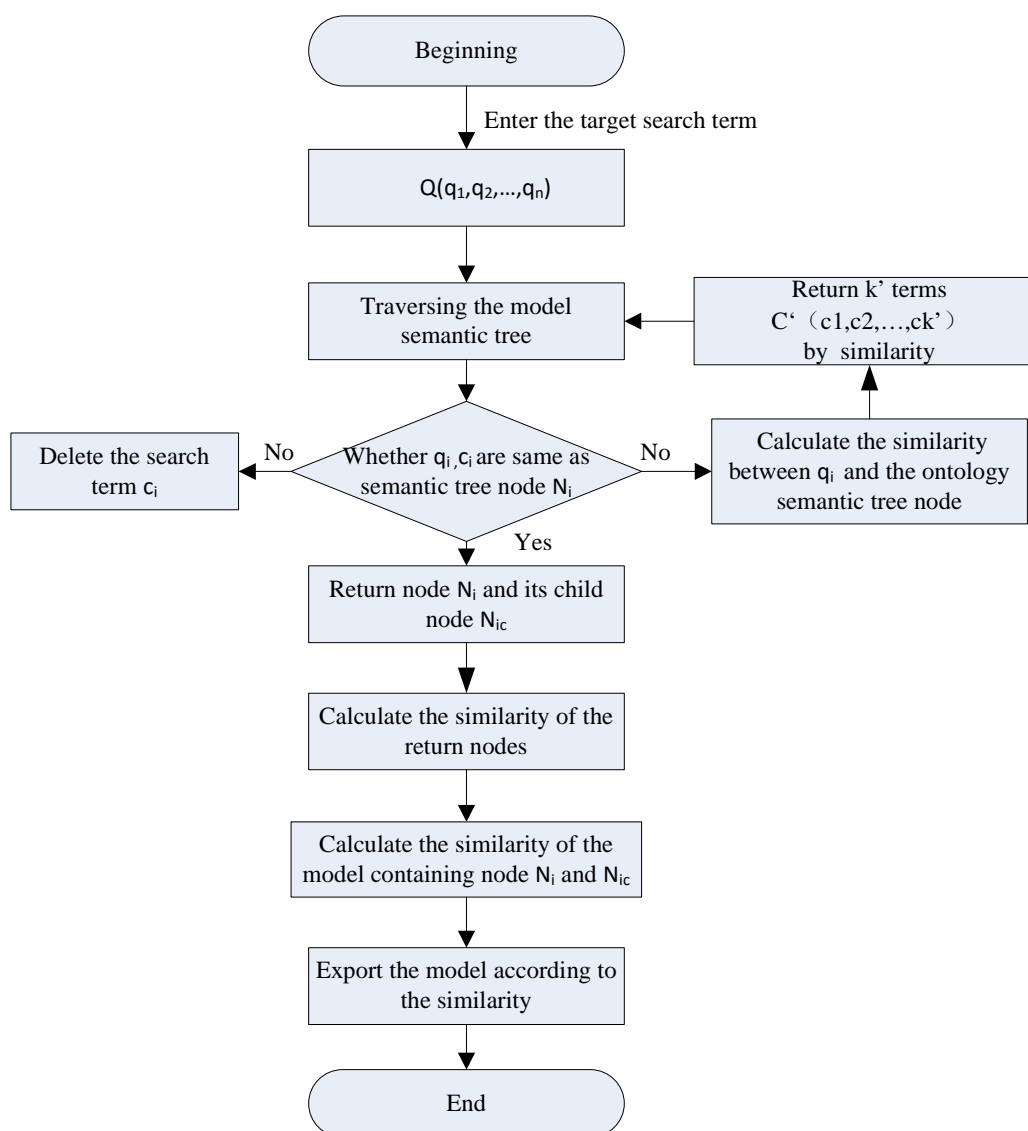 Beginning
Enter the target search term
Q(q₁,q₂,...,qₙ)
Traversing the model
semantic tree
Return k’ terms
C‘（c1,c2,…,ck’）
by similarity
Whether qᵢ,cᵢ are same as
semantic tree node Nᵢ
No
No
Yes
Delete the search
term cᵢ
Calculate the similarity
between qᵢ and the ontology
semantic tree node
Return node Nᵢ and its child
node Nic
Calculate the similarity of the
return nodes
Calculate the similarity of the
model containing node Nᵢ and Nic
Export the model according to
the similarity
End